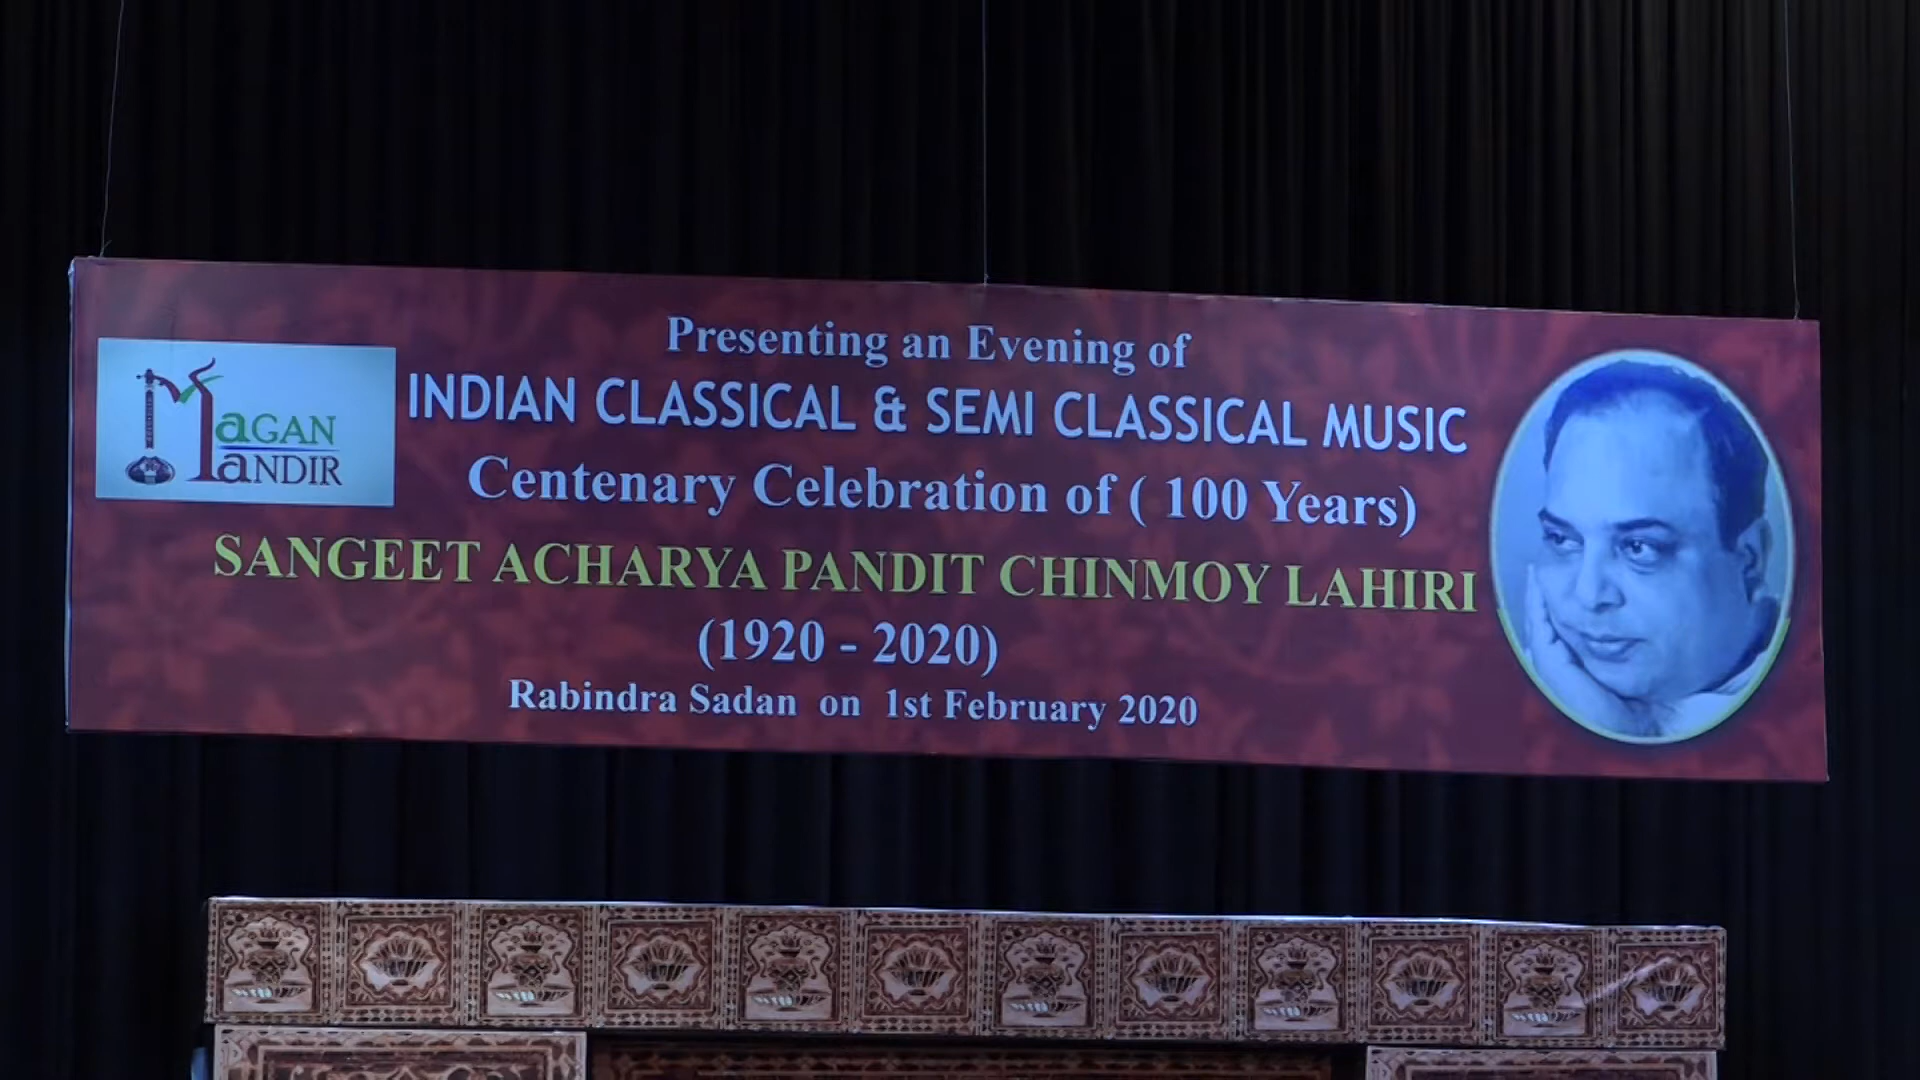 Presenting an Evening of
MAGAN
MANDIR
INDIAN CLASSICAL & SEMI CLASSICAL MUSIC
Centenary Celebration of ( 100 Years)
SANGEET ACHARYA PANDIT CHINMOY LAHIRI
(1920 - 2020)
Rabindra Sadan on 1st February 2020